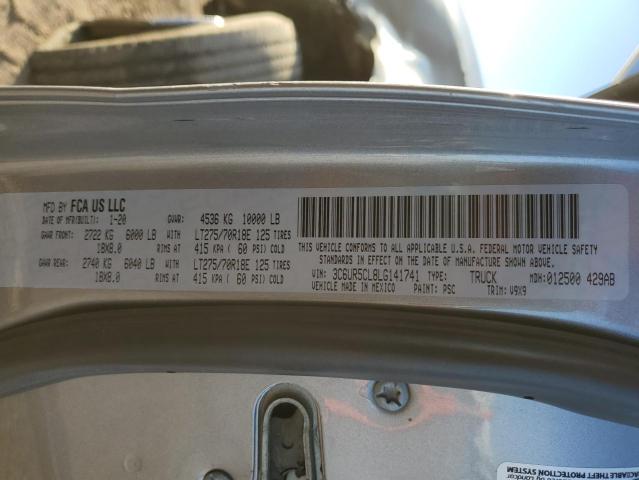 MFD BY FCA US LLC
DATE OF MFR(BUILT): 1-20 GVWR: 4536 KG 10000 LB
GAWR FRONT: 2722 KG 6000 LB WITH LT275/70R18E 125 TIRES
18X8.0 RIMS AT 415 KPA ( 60 PSI) COLD
GAWR REAR: 2740 KG 6040 LB WITH LT275/70R18E 125 TIRES
18X8.0 RIMS AT 415 KPA ( 60 PSI) COLD
THIS VEHICLE CONFORMS TO ALL APPLICABLE U.S.A. FEDERAL MOTOR VEHICLE SAFETY
STANDARDS IN EFFECT ON THE DATE OF MANUFACTURE SHOWN ABOVE.
VIN: 3C6UR5CL8LG141741 TYPE: TRUCK MDH: 012500 429AB
VEHICLE MADE IN MEXICO PAINT: PSC TRIM: V9X9
THEFT PROTECTION SYSTEM